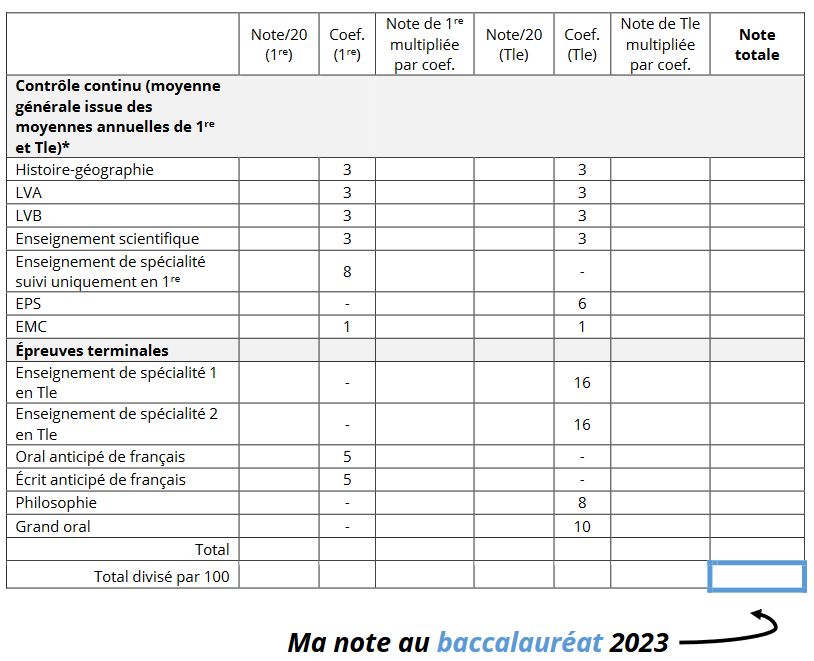 Note/20 (1re) Coef. (1re) Note de 1re multipliée par coef. Note/20 (Tle) Coef. (Tle) Note de Tle multipliée par coef. Note totale
Contrôle continu (moyenne
générale issue des
moyennes annuelles de 1re
et Tle)*
Histoire-géographie 3 3
LVA 3 3
LVB 3 3
Enseignement scientifique 3 3
Enseignement de spécialité
suivi uniquement en 1re 8 -
EPS - 6
EMC 1 1
Épreuves terminales
Enseignement de spécialité 1
en Tle - 16
Enseignement de spécialité 2
en Tle - 16
Oral anticipé de français 5 -
Écrit anticipé de français 5 -
Philosophie - 8
Grand oral - 10
Total
Total divisé par 100
Ma note au baccalauréat 2023